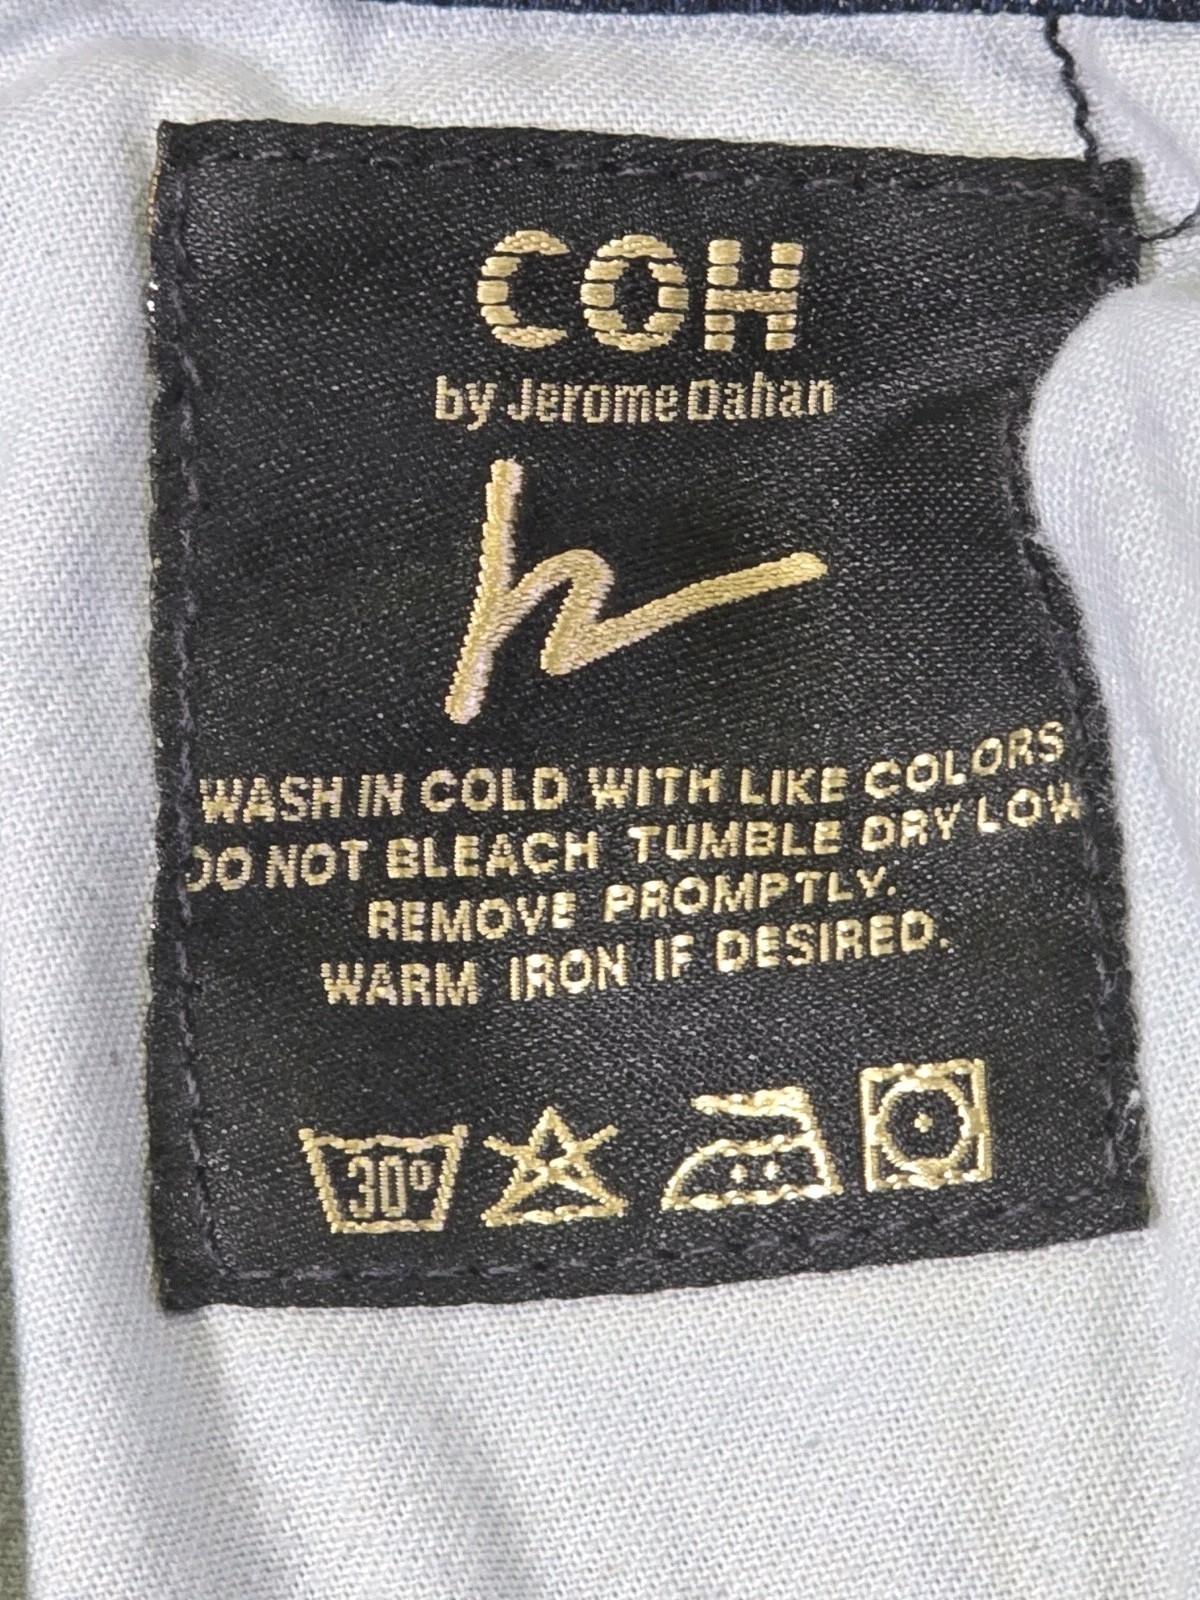 COH
by Jerome Dahan
WASH IN COLD WITH LIKE COLORS
DO NOT BLEACH TUMBLE DRY LOW
REMOVE PROMPTLY.
WARM IRON IF DESIRED.
30°